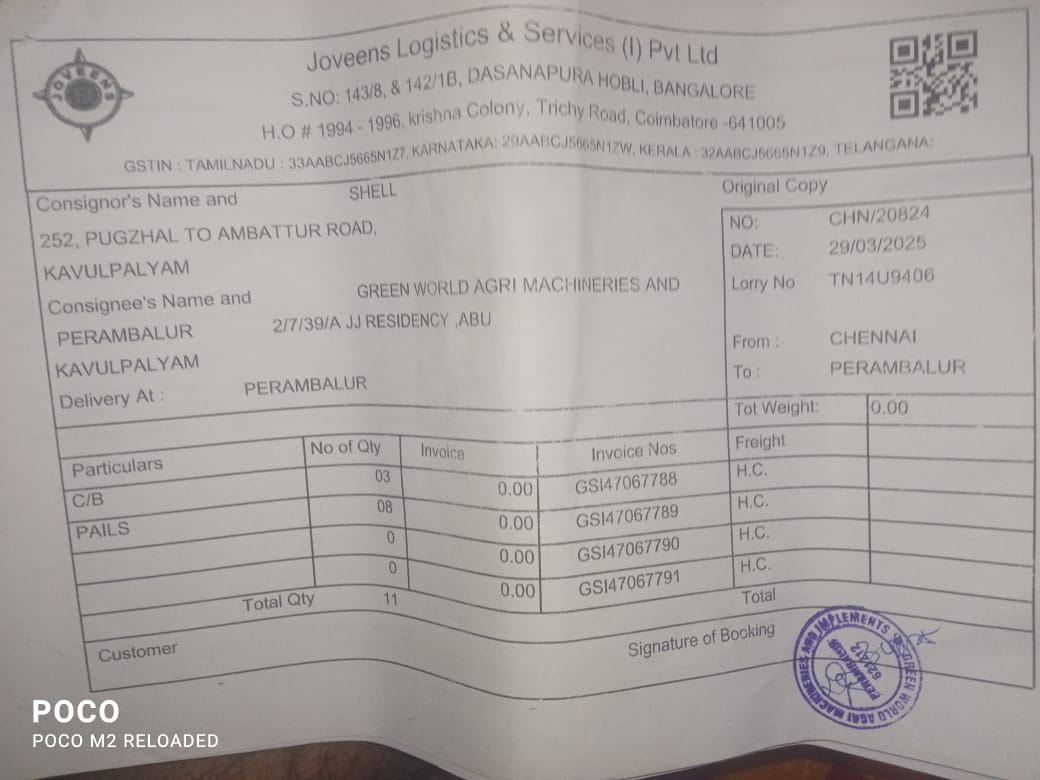 JOVEENS
Joveens Logistics & Services (I) Pvt Ltd
S.NO: 143/8, & 142/1B, DASANAPURA HOBLI, BANGALORE
H.O # 1994 - 1996, krishna Colony, Trichy Road, Coimbatore -641005
GSTIN : TAMILNADU : 33AABCJ5665N1Z7, KARNATAKA: 29AABCJ5665N1ZW, KERALA : 32AABCJ5665N1Z9, TELANGANA:
Consignor's Name and SHELL
252, PUGZHAL TO AMBATTUR ROAD,
KAVULPALYAM
Consignee's Name and GREEN WORLD AGRI MACHINERIES AND
PERAMBALUR 2/7/39/A JJ RESIDENCY ,ABU
KAVULPALYAM
Delivery At : PERAMBALUR
Original Copy
NO: CHN/20824
DATE: 29/03/2025
Lorry No TN14U9406
From : CHENNAI
To : PERAMBALUR
Tot Weight: 0.00
Particulars No of Qty Invoice Invoice Nos Freight
C/B 03 0.00 GSI47067788 H.C.
PAILS 08 0.00 GSI47067789 H.C.
0 0.00 GSI47067790 H.C.
0 0.00 GSI47067791 H.C.
Total Qty 11 Total
Customer Signature of Booking
GREEN WORLD AGRI MACHINERIES AND IMPLEMENTS
PERAMBALUR
621212
POCO
POCO M2 RELOADED